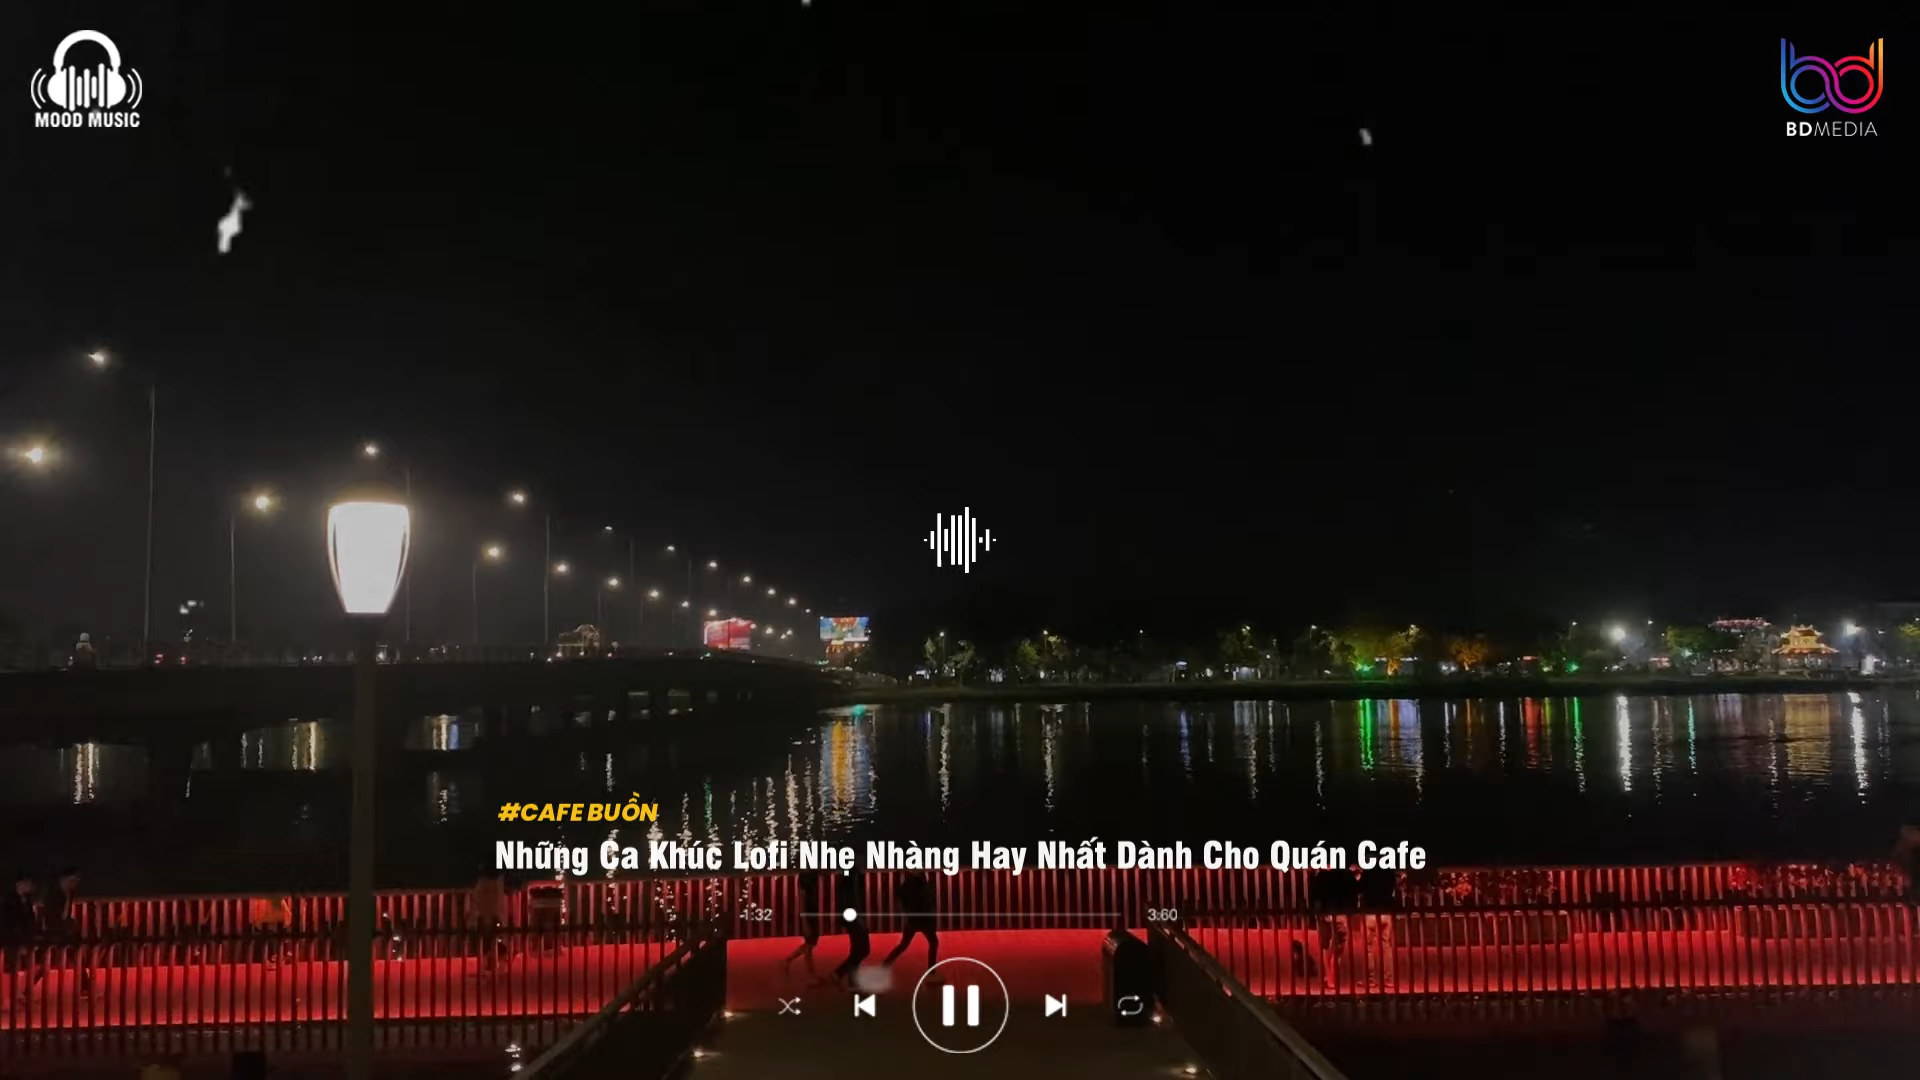 MOOD MUSIC
BDMEDIA
#CAFE BUỒN
Những Ca Khúc Lofi Nhẹ Nhàng Hay Nhất Dành Cho Quán Cafe
-1:32
3:60